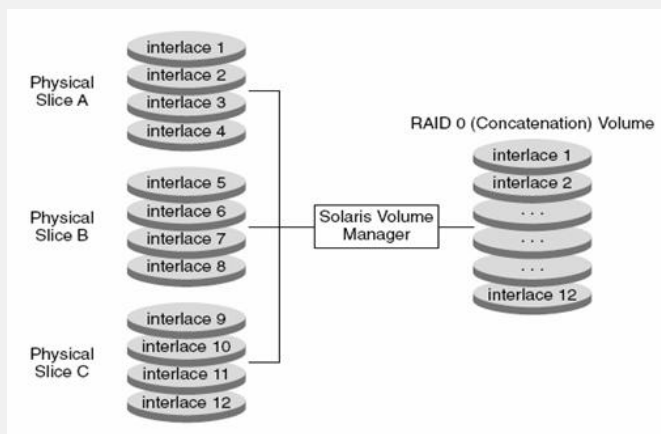 interlace 1
interlace 2
Physical
Slice A
interlace 3
interlace 4
interlace 5
interlace 6
Physical
Slice B
interlace 7
interlace 8
interlace 9
interlace 10
Physical
Slice C
interlace 11
interlace 12
Solaris Volume
Manager
RAID 0 (Concatenation) Volume
interlace 1
interlace 2
. . .
. . .
. . .
interlace 12